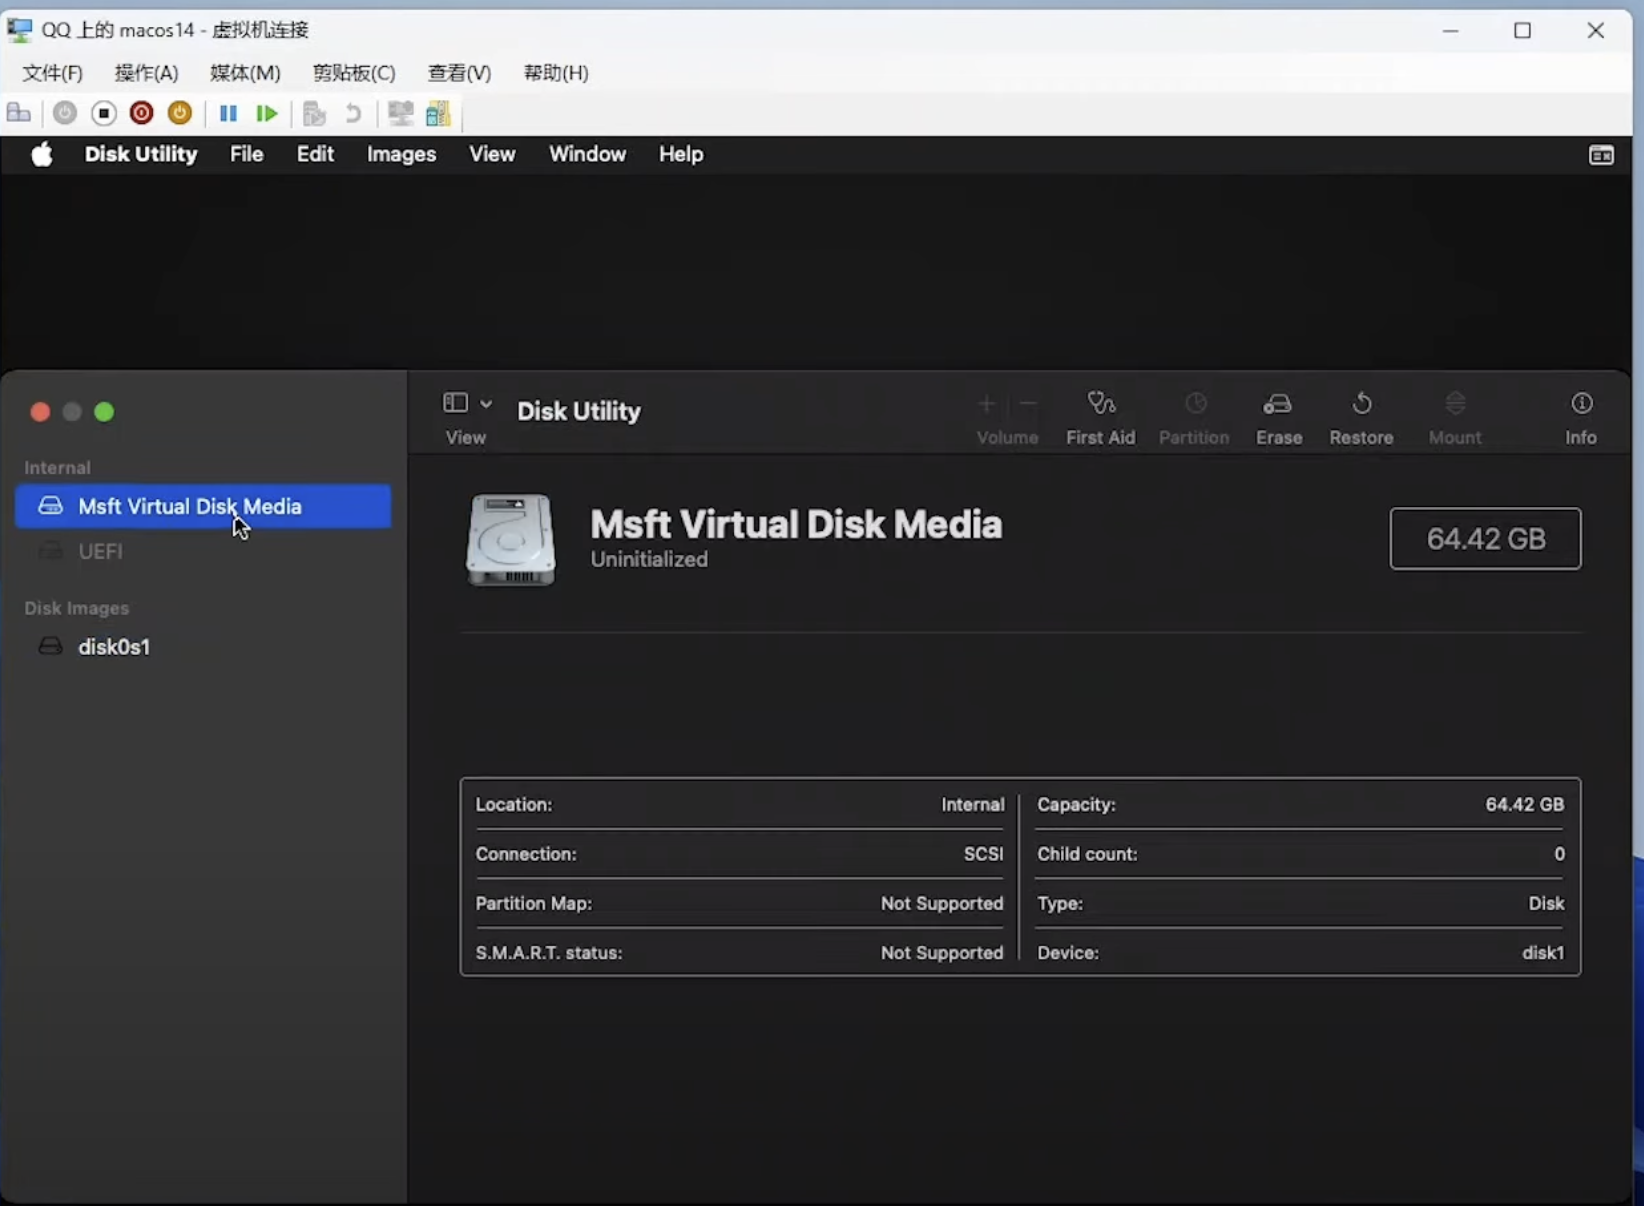 QQ 上的 macos14 - 虚拟机连接
文件(F) 操作(A) 媒体(M) 剪贴板(C) 查看(V) 帮助(H)
Disk Utility File Edit Images View Window Help
Disk Utility
View
Volume First Aid Partition Erase Restore Mount Info
Internal
Msft Virtual Disk Media
UEFI
Disk Images
disk0s1
Msft Virtual Disk Media
Uninitialized
64.42 GB
Location: Internal
Capacity: 64.42 GB
Connection: SCSI
Child count: 0
Partition Map: Not Supported
Type: Disk
S.M.A.R.T. status: Not Supported
Device: disk1